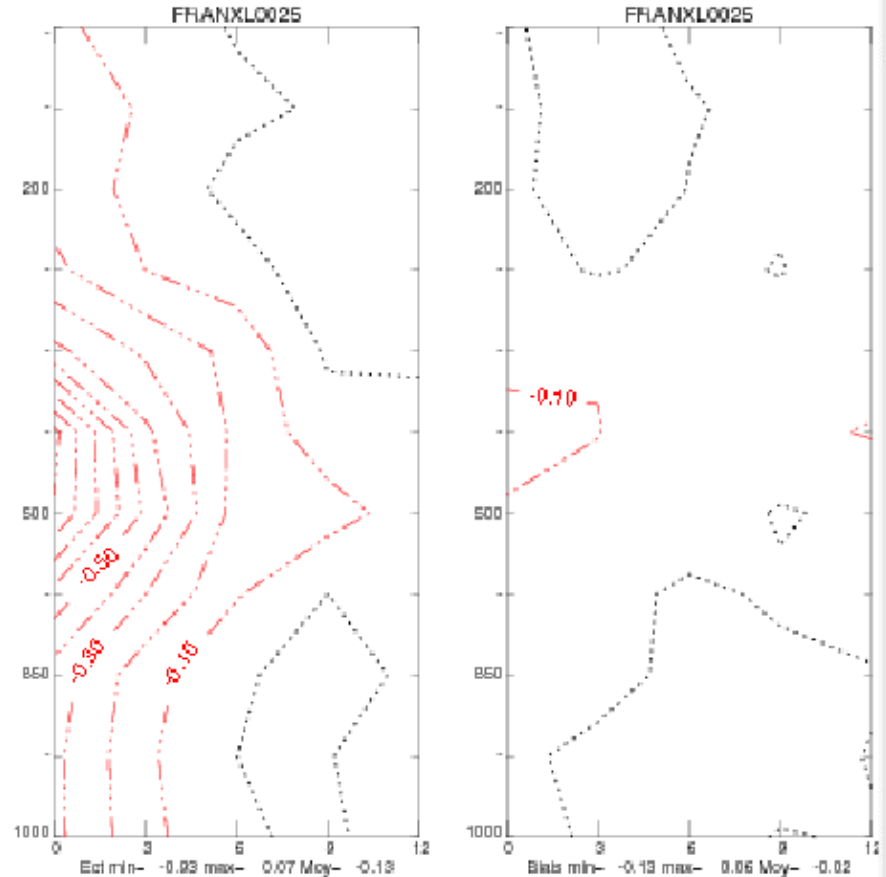 FRANXL0025
200
500
850
1000
-0.50
-0.30
-0.10
0 3 6 9 12
Ect min= -0.93 max= 0.07 Moy= -0.13
FRANXL0025
200
-0.10
500
850
1000
0 3 6 9 12
Biais min= -0.13 max= 0.06 Moy= -0.02